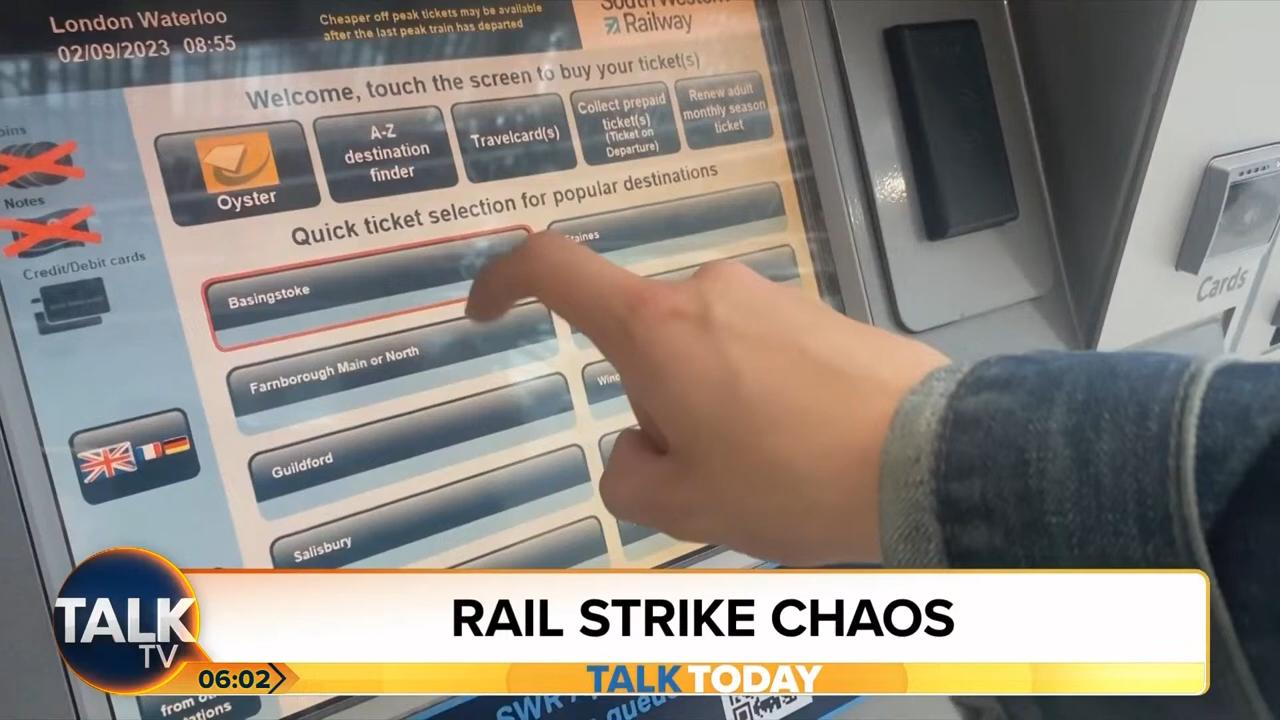 London Waterloo
02/09/2023 08:55
Cheaper off peak tickets may be available
after the last peak train has departed
South Western
Railway
Welcome, touch the screen to buy your ticket(s)
Oyster
A-Z
destination
finder
Travelcard(s)
Collect prepaid
ticket(s)
(Ticket on
Departure)
Renew adult
monthly season
ticket
Notes
Credit/Debit cards
Quick ticket selection for popular destinations
Basingstoke
Staines
Farnborough Main or North
Guildford
Salisbury
Cards
RAIL STRIKE CHAOS
TALK
TV
06:02
TALK TODAY
from
SWR